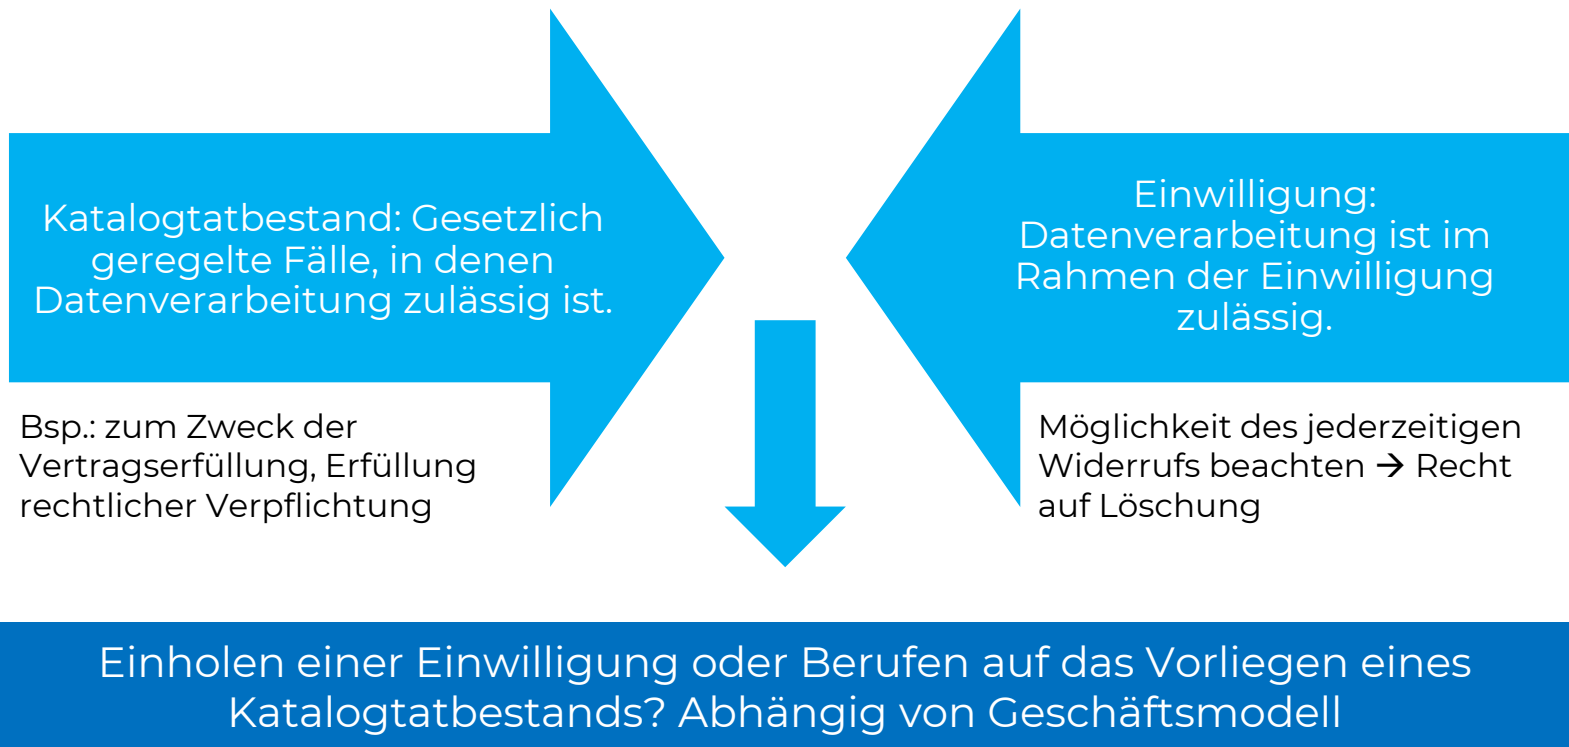 Katalogtatbestand: Gesetzlich
geregelte Fälle, in denen
Datenverarbeitung zulässig ist.
Einwilligung:
Datenverarbeitung ist im
Rahmen der Einwilligung
zulässig.
Bsp.: zum Zweck der
Vertragserfüllung, Erfüllung
rechtlicher Verpflichtung
Möglichkeit des jederzeitigen
Widerrufs beachten → Recht
auf Löschung
Einholen einer Einwilligung oder Berufen auf das Vorliegen eines
Katalogtatbestands? Abhängig von Geschäftsmodell